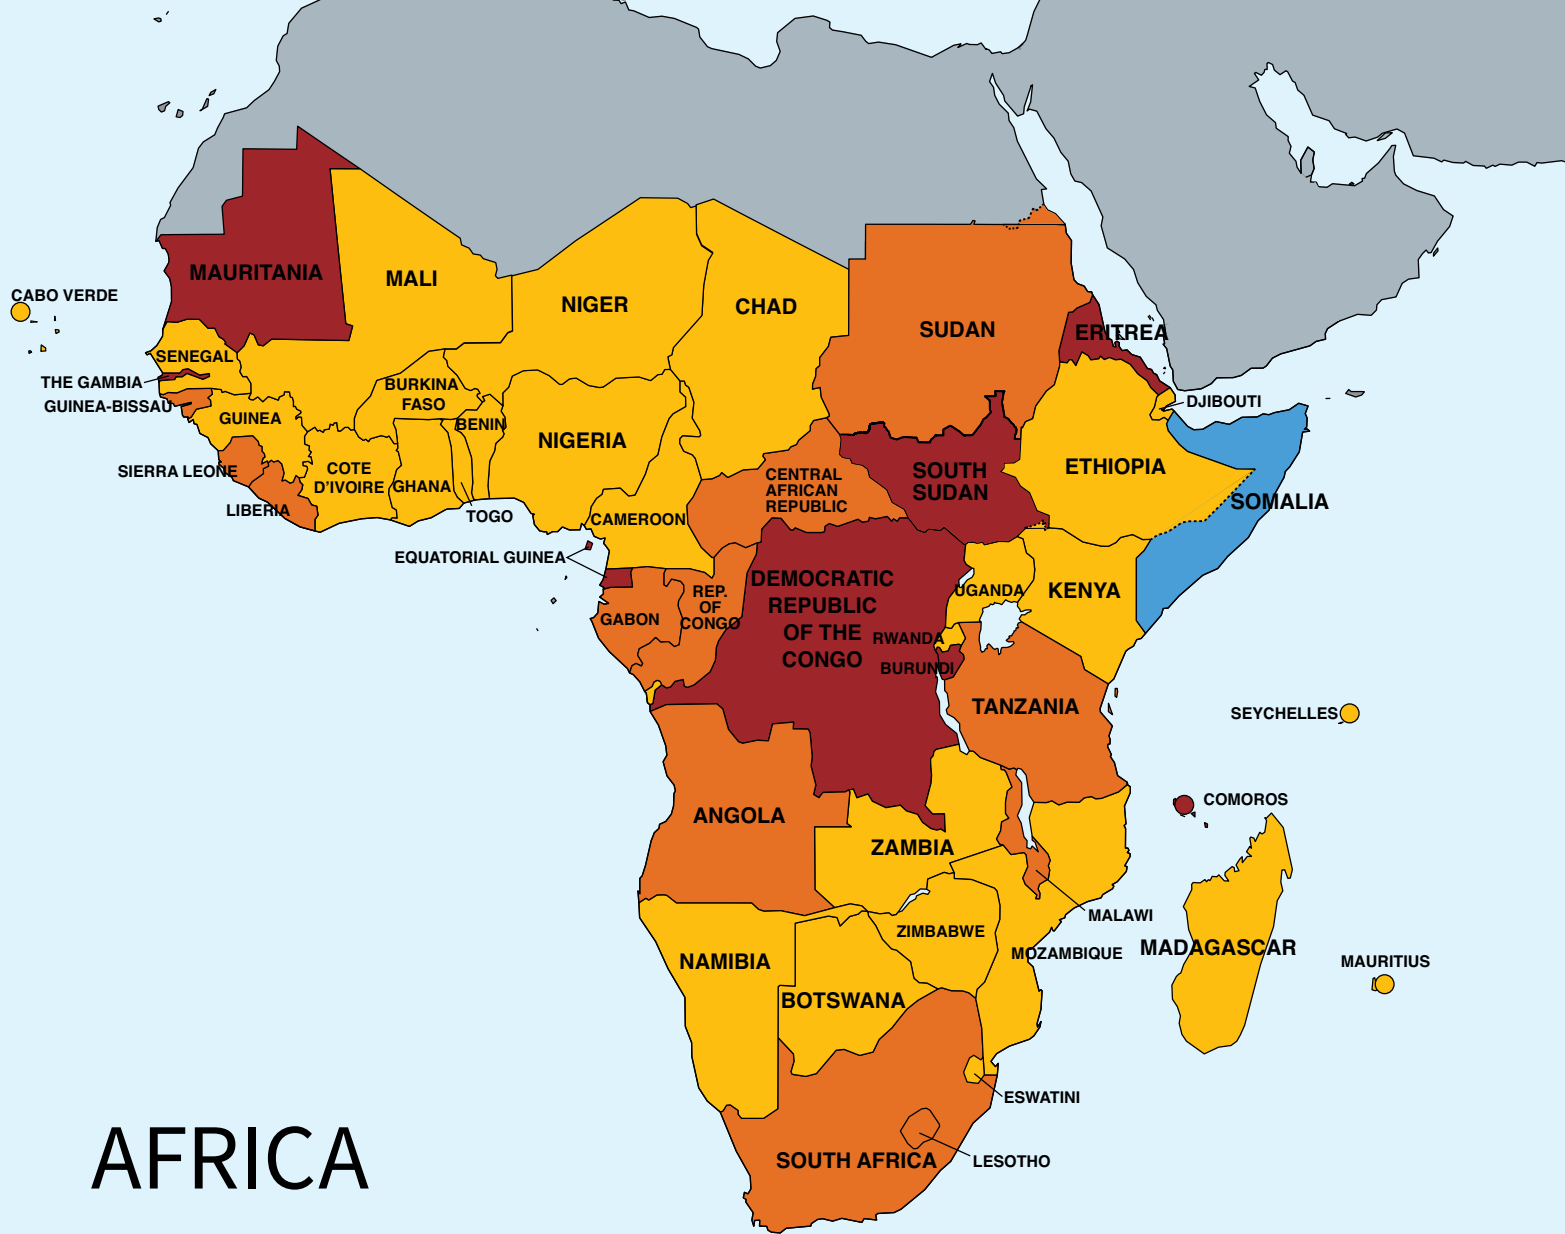 CABO VERDE
MAURITANIA
MALI
NIGER
CHAD
SUDAN
ERITREA
SENEGAL
THE GAMBIA
GUINEA-BISSAU
GUINEA
BURKINA
FASO
BENIN
NIGERIA
DJIBOUTI
SIERRA LEONE
COTE
D'IVOIRE
GHANA
LIBERIA
TOGO
CAMEROON
CENTRAL
AFRICAN
REPUBLIC
SOUTH
SUDAN
ETHIOPIA
SOMALIA
EQUATORIAL GUINEA
GABON
REP.
OF
CONGO
DEMOCRATIC
REPUBLIC
OF THE
CONGO
UGANDA
KENYA
RWANDA
BURUNDI
TANZANIA
SEYCHELLES
COMOROS
ANGOLA
ZAMBIA
MALAWI
NAMIBIA
ZIMBABWE
MOZAMBIQUE
MADAGASCAR
MAURITIUS
BOTSWANA
ESWATINI
SOUTH AFRICA
LESOTHO
AFRICA